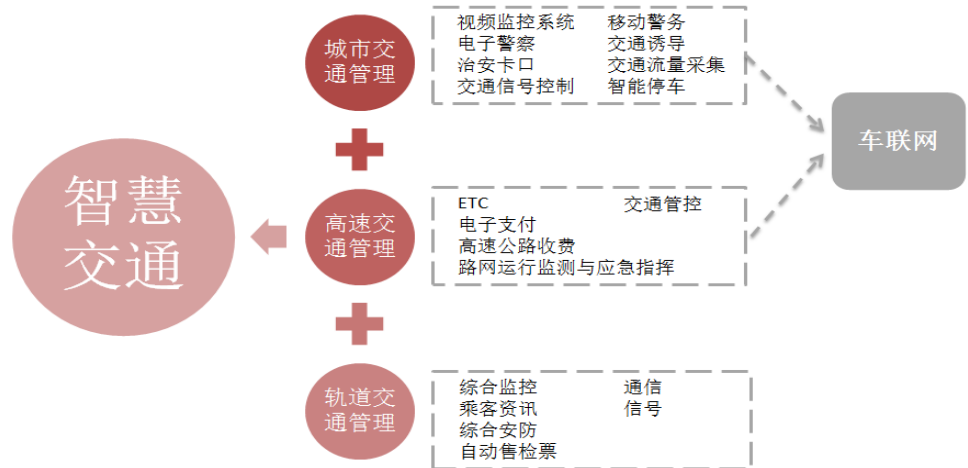 智慧
交通
城市交
通管理
视频监控系统 移动警务
电子警察 交通诱导
治安卡口 交通流量采集
交通信号控制 智能停车
车联网
高速交
通管理
ETC 交通管控
电子支付
高速公路收费
路网运行监测与应急指挥
轨道交
通管理
综合监控 通信
乘客资讯 信号
综合安防
自动售检票